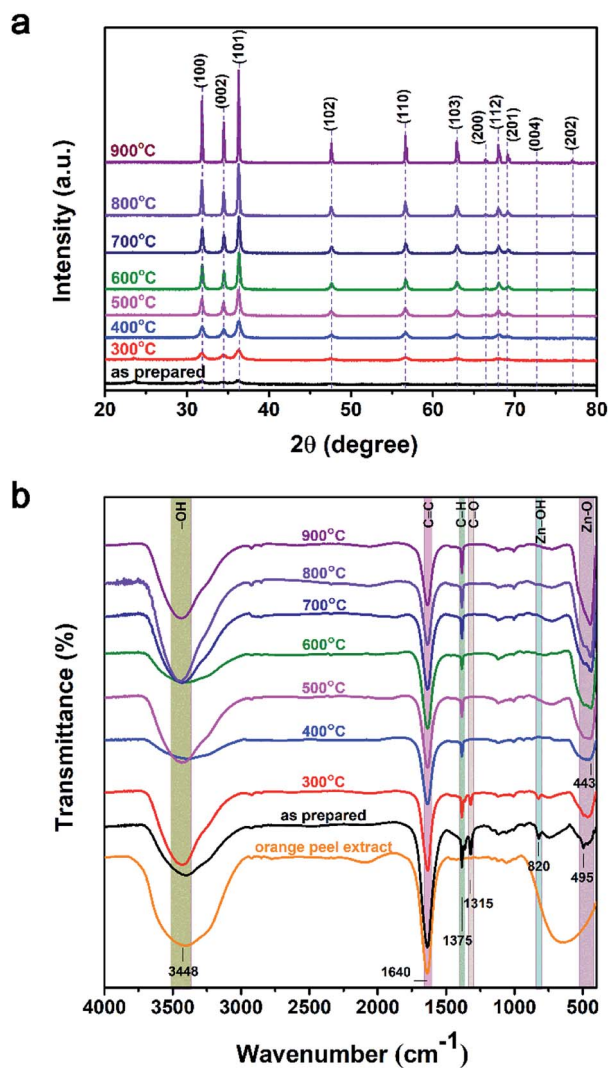 a
(100)
(002)
(101)
(102)
(110)
(103)
(200)
(112)
(201)
(004)
(202)
900°C
800°C
700°C
600°C
500°C
400°C
300°C
as prepared
Intensity (a.u.)
20 30 40 50 60 70 80
2θ (degree)
b
–OH
C=C
C–H
C–O
Zn-OH
Zn-O
900°C
800°C
700°C
600°C
500°C
400°C
443
300°C
as prepared
orange peel extract
820
495
1315
1375
3448
1640
Transmittance (%)
4000 3500 3000 2500 2000 1500 1000 500
Wavenumber (cm⁻¹)